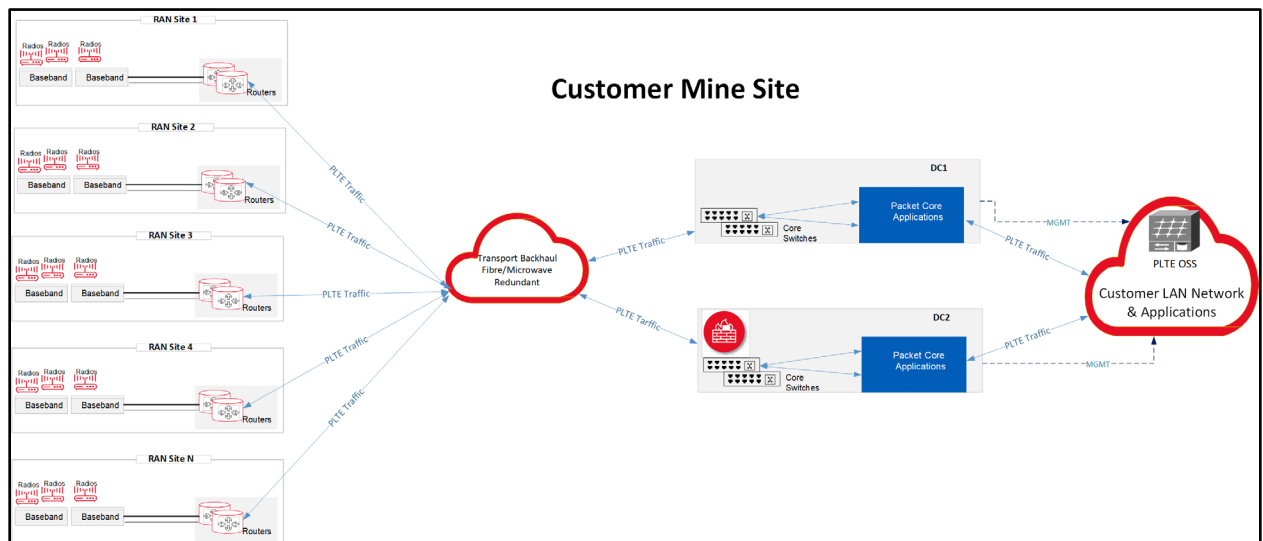 RAN Site 1
Radios Radios Radios
Baseband Baseband
Routers
RAN Site 2
Radios Radios Radios
Baseband Baseband
Routers
RAN Site 3
Radios Radios Radios
Baseband Baseband
Routers
RAN Site 4
Radios Radios Radios
Baseband Baseband
Routers
RAN Site N
Radios Radios Radios
Baseband Baseband
Routers
PLTE Traffic
PLTE Traffic
PLTE Traffic
PLTE Traffic
PLTE Traffic
Customer Mine Site
Transport Backhaul
Fibre/Microwave
Redundant
PLTE Traffic
PLTE Tarffic
DC1
Core
Switches
Packet Core
Applications
DC2
Core
Switches
Packet Core
Applications
MGMT
PLTE Traffic
PLTE Traffic
MGMT
PLTE OSS
Customer LAN Network
& Applications